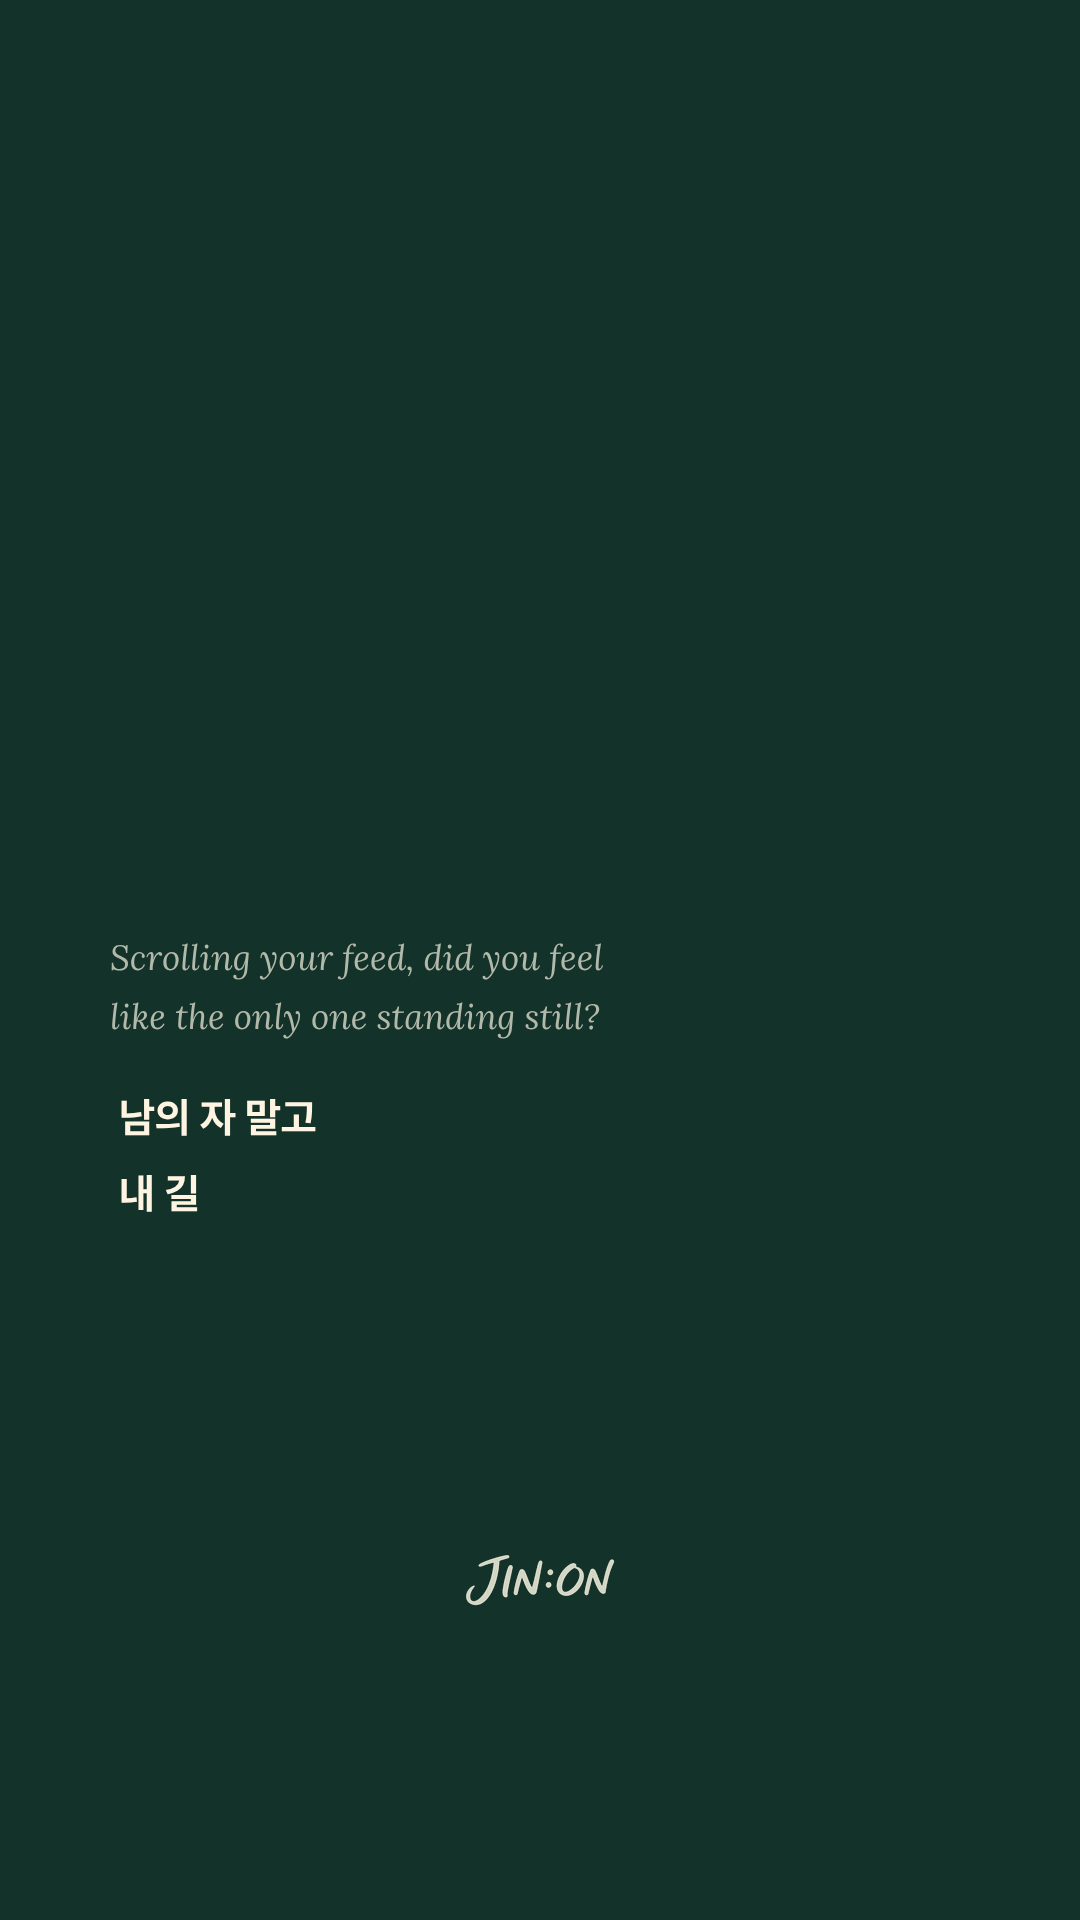 Scrolling your feed, did you feel
like the only one standing still?
남의 자 말고
내 길
JIN:ON